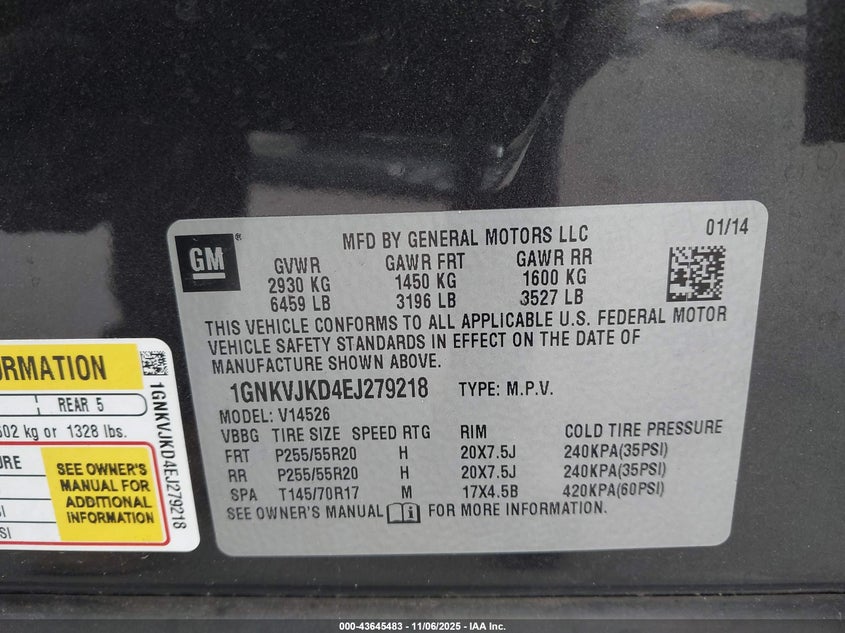 GM ®
MFD BY GENERAL MOTORS LLC
01/14
GVWR GAWR FRT GAWR RR
2930 KG 1450 KG 1600 KG
6459 LB 3196 LB 3527 LB
THIS VEHICLE CONFORMS TO ALL APPLICABLE U.S. FEDERAL MOTOR
VEHICLE SAFETY STANDARDS IN EFFECT ON THE DATE OF
MANUFACTURE SHOWN ABOVE.
1GNKVJKD4EJ279218 TYPE: M.P.V.
MODEL: V14526
VBBG TIRE SIZE SPEED RTG RIM COLD TIRE PRESSURE
FRT P255/55R20 H 20X7.5J 240KPA(35PSI)
RR P255/55R20 H 20X7.5J 240KPA(35PSI)
SPA T145/70R17 M 17X4.5B 420KPA(60PSI)
SEE OWNER'S MANUAL FOR MORE INFORMATION.
REAR 5
kg or 1328 lbs.
SEE OWNER'S
MANUAL FOR
ADDITIONAL
INFORMATION
1GNKVJKD4EJ279218
000-43645483 - 11/06/2025 - IAA Inc.